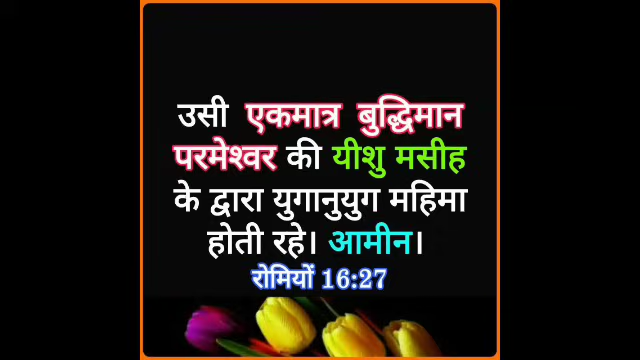 उसी एकमात्र बुद्धिमान
परमेश्वर की यीशु मसीह
के द्वारा युगानुयुग महिमा
होती रहे। आमीन।
रोमियों 16:27